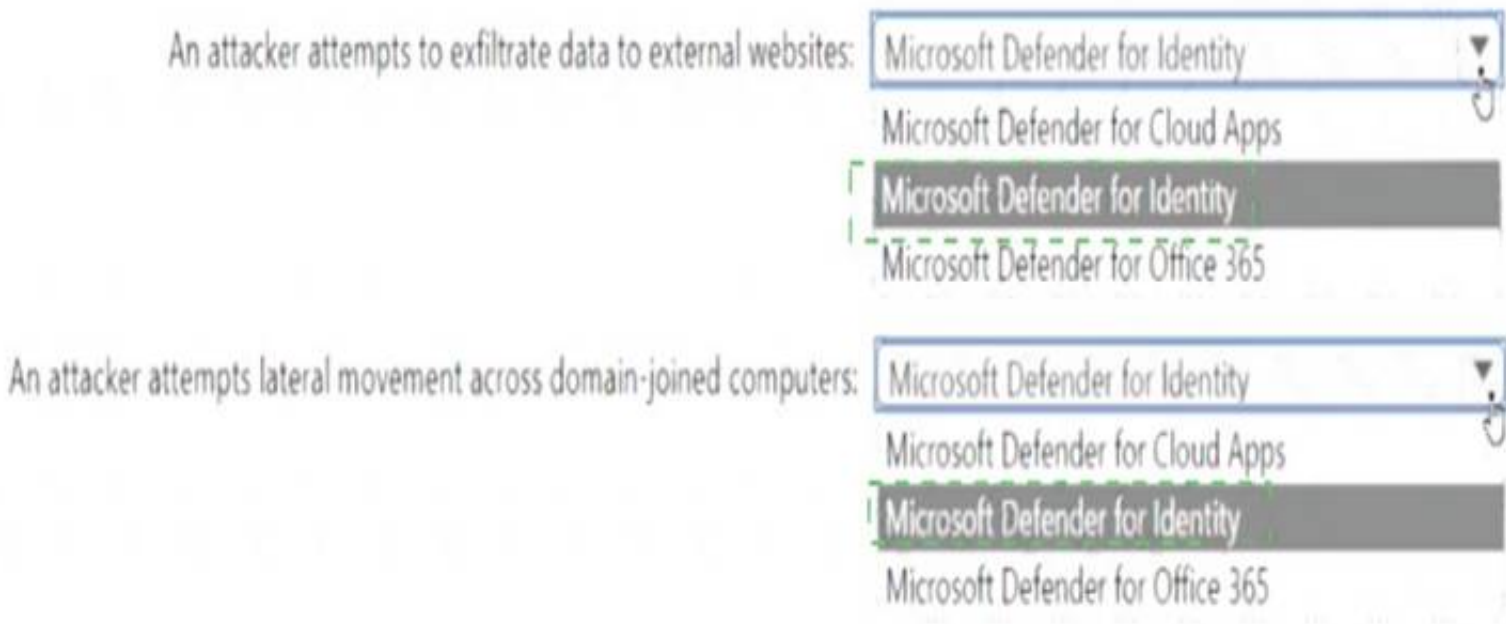 An attacker attempts to exfiltrate data to external websites: Microsoft Defender for Identity
Microsoft Defender for Cloud Apps
Microsoft Defender for Identity
Microsoft Defender for Office 365
An attacker attempts lateral movement across domain-joined computers: Microsoft Defender for Identity
Microsoft Defender for Cloud Apps
Microsoft Defender for Identity
Microsoft Defender for Office 365